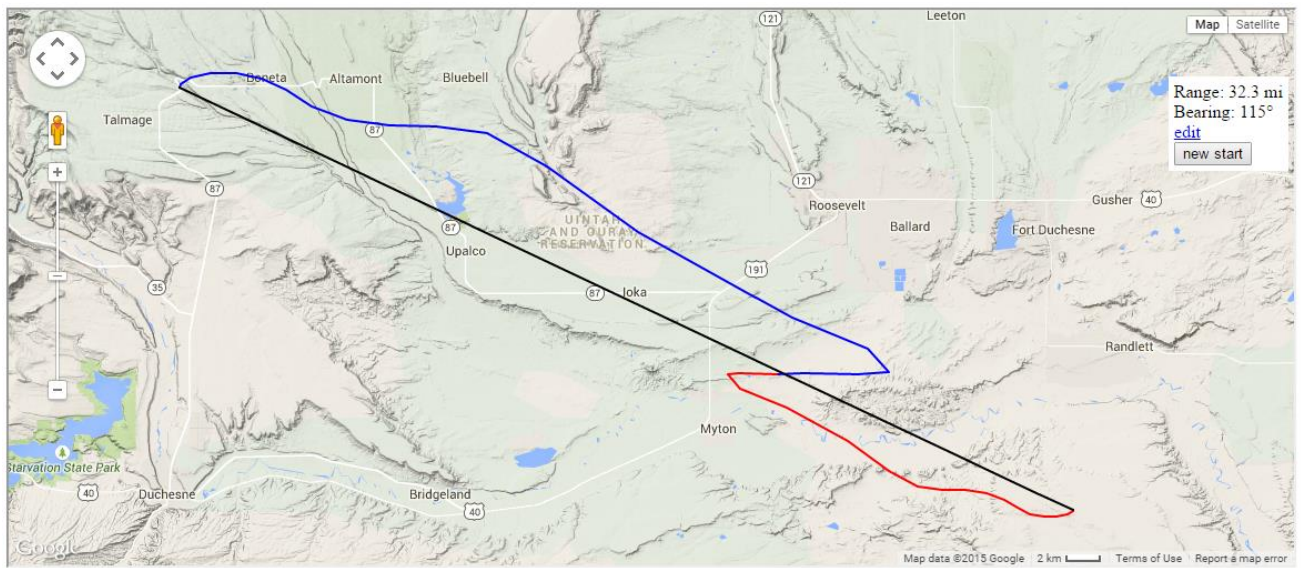 121
Leeton
Map
Satellite
Boneta
Altamont
Bluebell
Range: 32.3 mi
Bearing: 115°
edit
new start
Talmage
87
+
121
87
Roosevelt
Gusher
40
UINTAH
AND OURAY
RESERVATION
Ballard
Fort Duchesne
87
Upalco
191
35
87
Ioka
Randlett
Myton
Starvation State Park
40
Duchesne
Bridgeland
40
Google
Map data ©2015 Google
2 km
Terms of Use
Report a map error